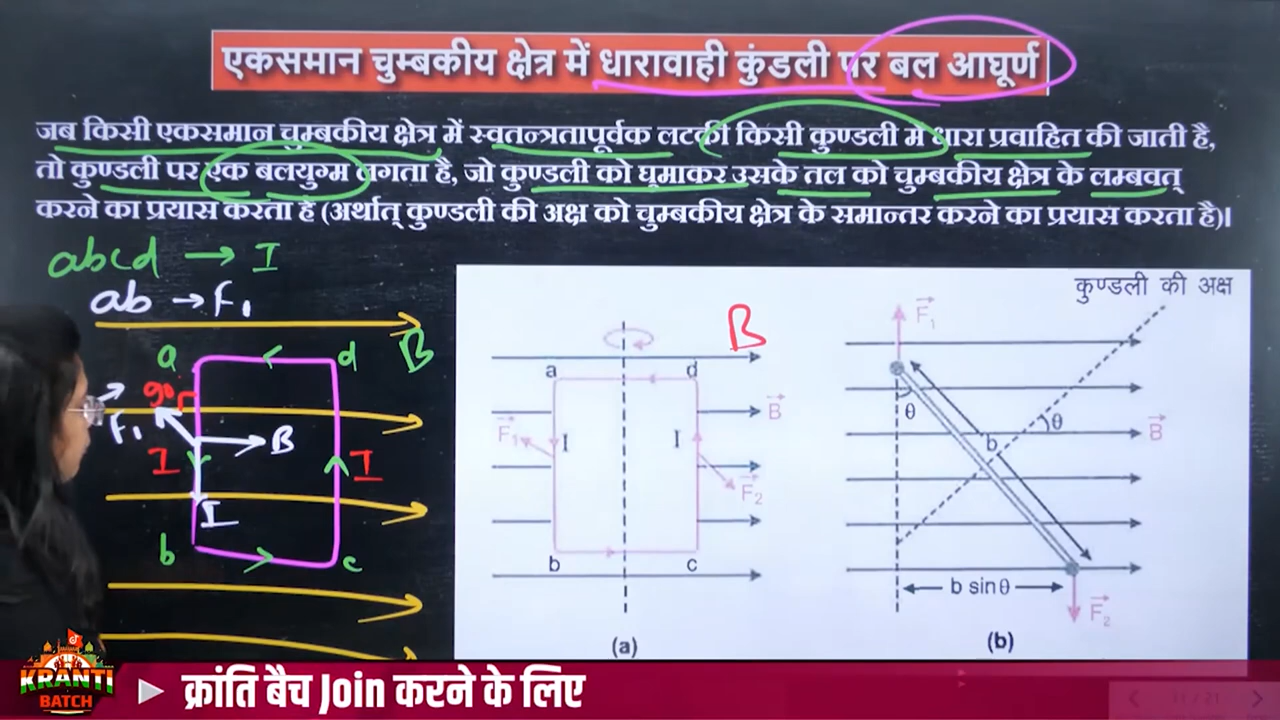 एकसमान चुम्बकीय क्षेत्र में धारावाही कुंडली पर बल आघूर्ण
जब किसी एकसमान चुम्बकीय क्षेत्र में स्वतन्त्रतापूर्वक लटकी किसी कुण्डली में धारा प्रवाहित की जाती है,
तो कुण्डली पर एक बलयुग्म लगता है, जो कुण्डली को घूमाकर उसके तल को चुम्बकीय क्षेत्र के लम्बवत्
करने का प्रयास करता है (अर्थात् कुण्डली की अक्ष को चुम्बकीय क्षेत्र के समान्तर करने का प्रयास करता है)।
abcd → I
ab → F₁
B
a
d
90
F₁
B
I
I
I
b
c
B
a
d
B
F₁
I
I
F₂
b
c
(a)
कुण्डली की अक्ष
F₁
θ
θ
b
B
b sinθ
F₂
(b)
KRANTI
BATCH
क्रांति बैच Join करने के लिए